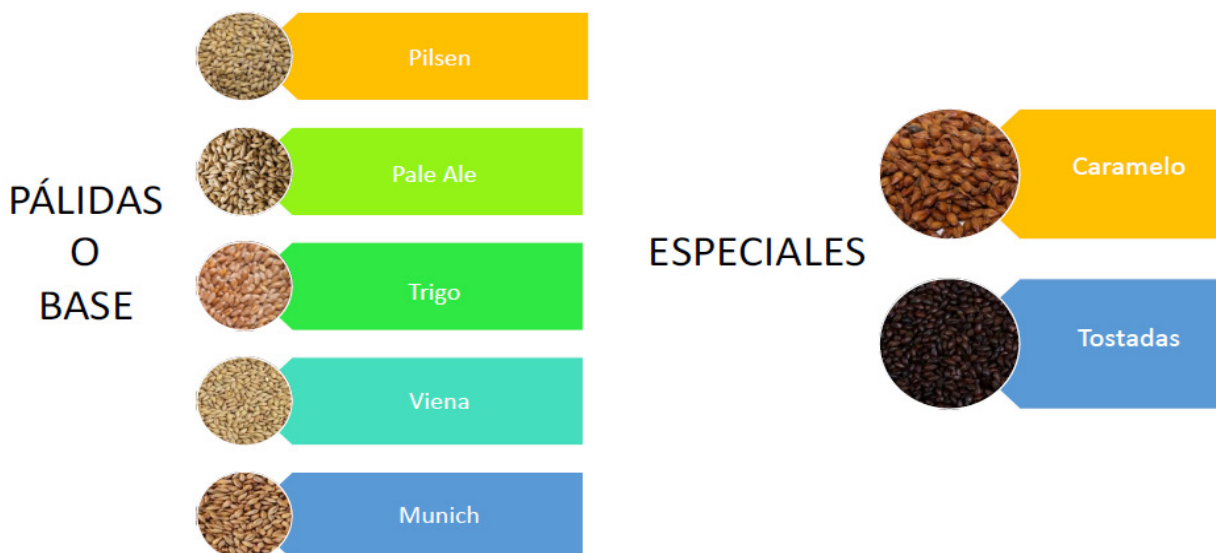 PÁLIDAS
O
BASE
Pilsen
Pale Ale
Trigo
Viena
Munich
ESPECIALES
Caramelo
Tostadas